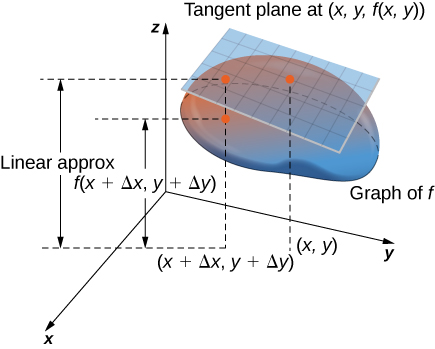 Tangent plane at (x, y, f(x, y))
z
Linear approx
f(x + Δx, y + Δy)
Graph of f
(x, y)
y
(x + Δx, y + Δy)
x